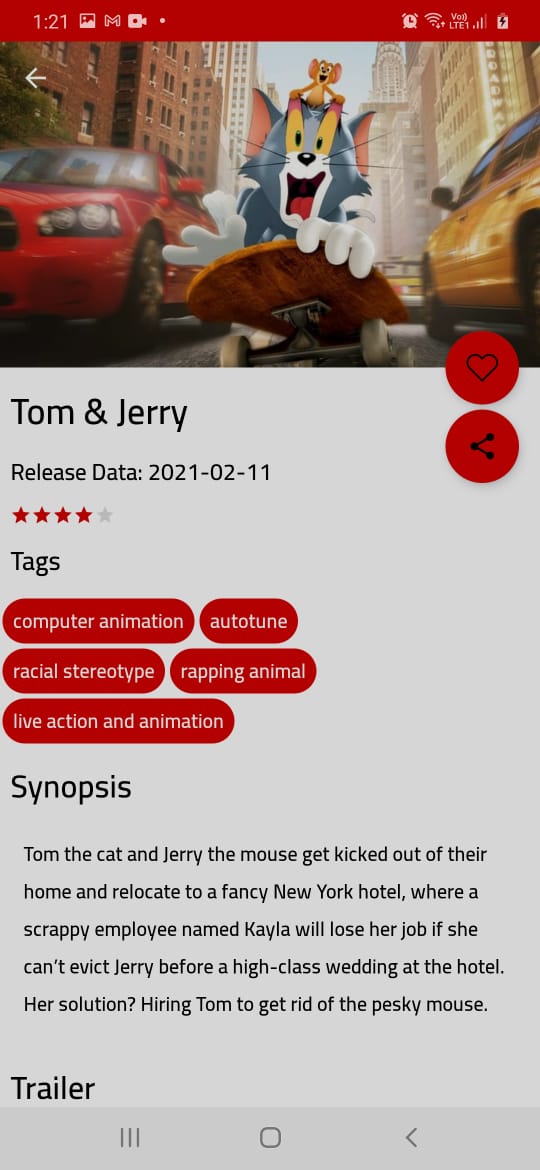 1:21
Vo))
LTE1
Tom & Jerry
Release Data: 2021-02-11
Tags
computer animation
autotune
racial stereotype
rapping animal
live action and animation
Synopsis
Tom the cat and Jerry the mouse get kicked out of their
home and relocate to a fancy New York hotel, where a
scrappy employee named Kayla will lose her job if she
can’t evict Jerry before a high-class wedding at the hotel.
Her solution? Hiring Tom to get rid of the pesky mouse.
Trailer